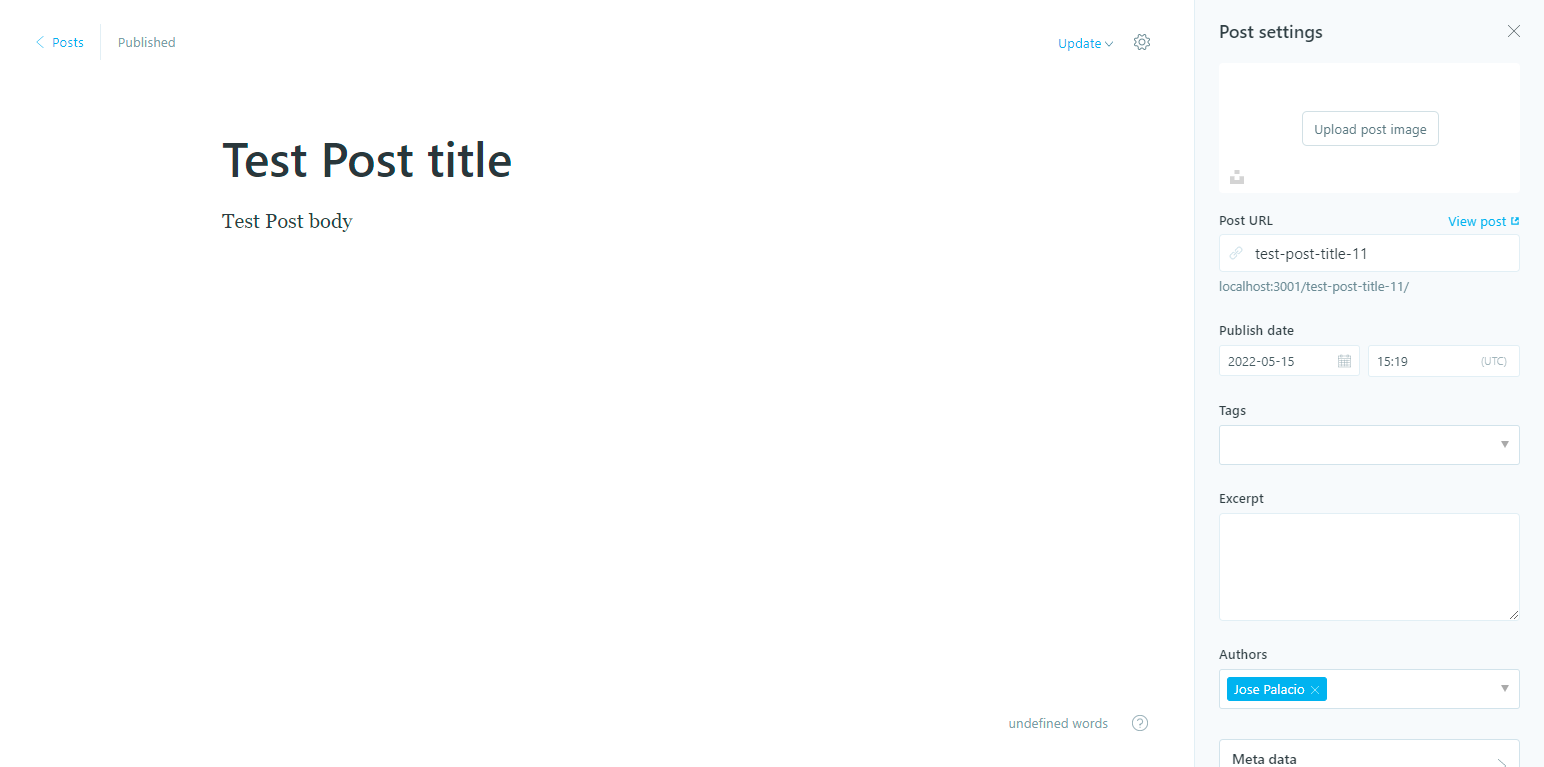 Posts
Published
Update
Test Post title
Test Post body
undefined words
Post settings
Upload post image
Post URL
View post
test-post-title-11
localhost:3001/test-post-title-11/
Publish date
2022-05-15
15:19
(UTC)
Tags
Excerpt
Authors
Jose Palacio
Meta data